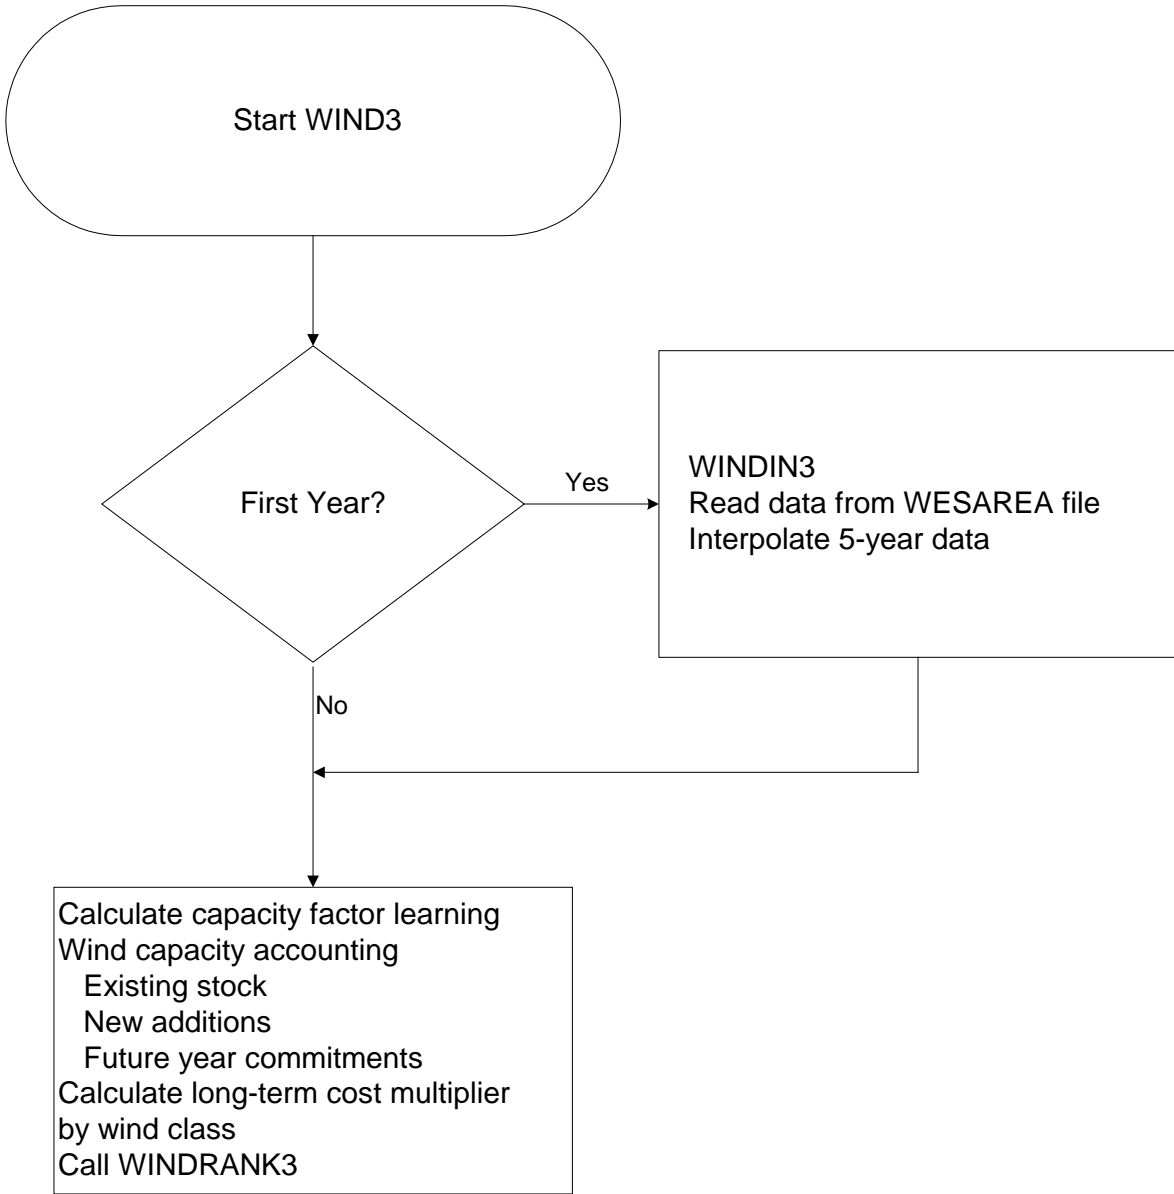 Start WIND3
First Year?
Yes
WINDIN3
Read data from WESAREA file
Interpolate 5-year data
No
Calculate capacity factor learning
Wind capacity accounting
Existing stock
New additions
Future year commitments
Calculate long-term cost multiplier
by wind class
Call WINDRANK3